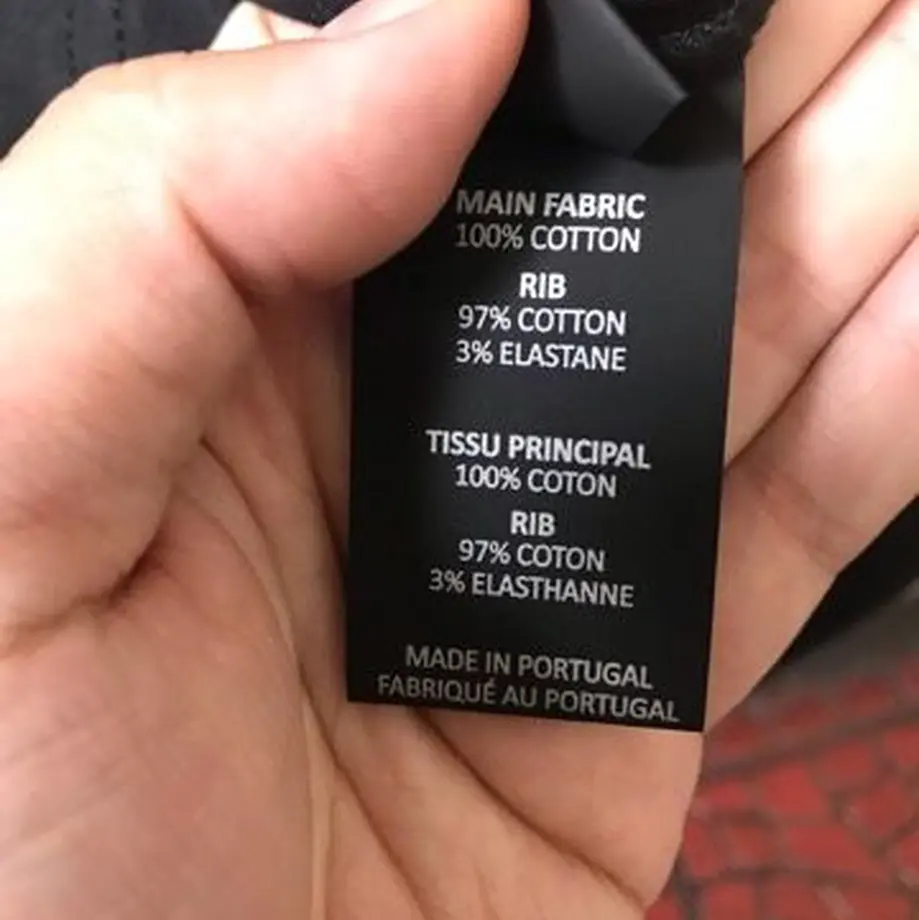 MAIN FABRIC
100% COTTON
RIB
97% COTTON
3% ELASTANE
TISSU PRINCIPAL
100% COTON
RIB
97% COTON
3% ELASTHANNE
MADE IN PORTUGAL
FABRIQUÉ AU PORTUGAL